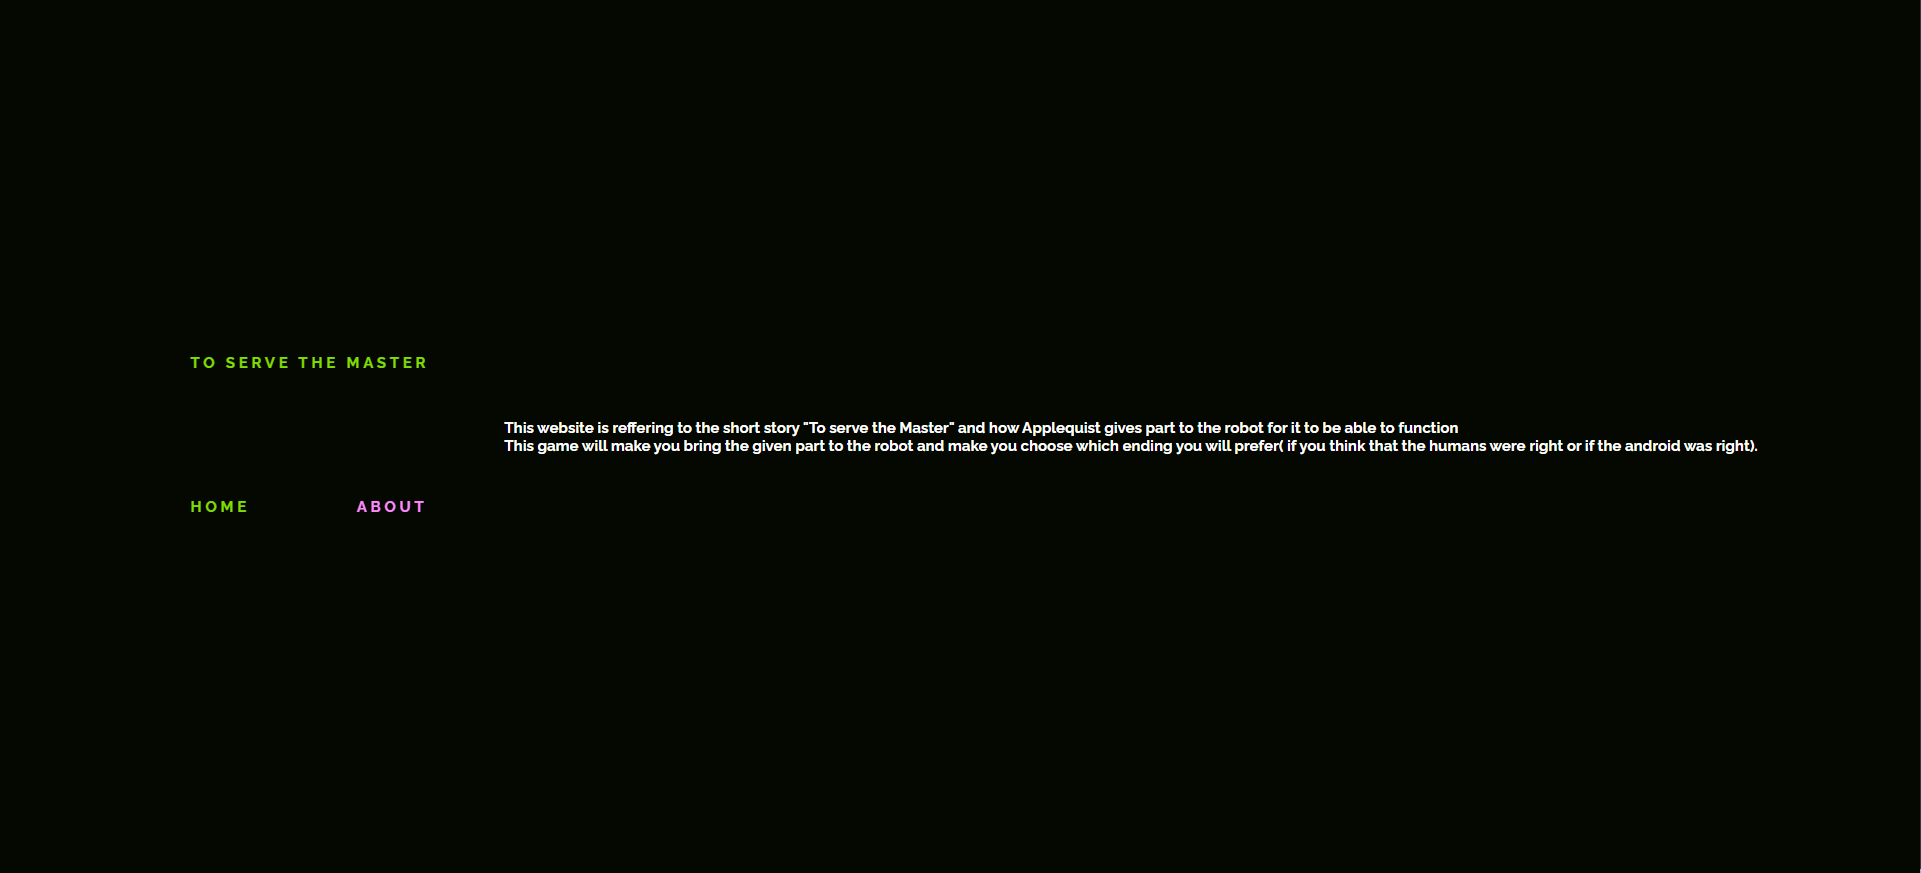 TO SERVE THE MASTER
This website is reffering to the short story "To serve the Master" and how Applequist gives part to the robot for it to be able to function
This game will make you bring the given part to the robot and make you choose which ending you will prefer( if you think that the humans were right or if the android was right).
HOME ABOUT